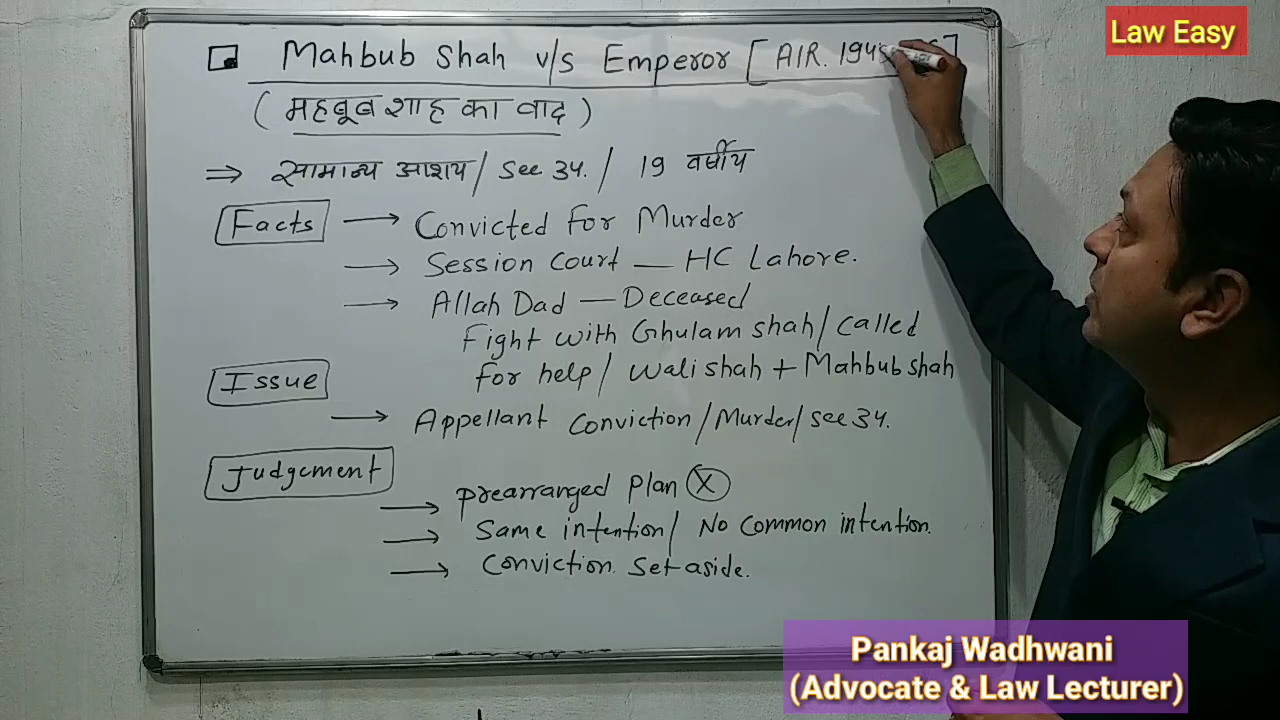 Law Easy
Mahbub Shah v/s Emperor [AIR. 194
(महबूब शाह का वाद)
⇒ सामान्य आशय / Sec 34. / 19 वर्षीय
Facts → Convicted For Murder
→ Session Court — HC Lahore.
→ Allah Dad — Deceased
Fight with Ghulam shah / Called
for help / Wali shah + Mahbub shah
Issue
→ Appellant Conviction / Murder / Sec 34.
Judgement
→ Prearranged Plan (X)
→ Same intention / No Common intention.
→ Conviction. Set aside.
Pankaj Wadhwani
(Advocate & Law Lecturer)